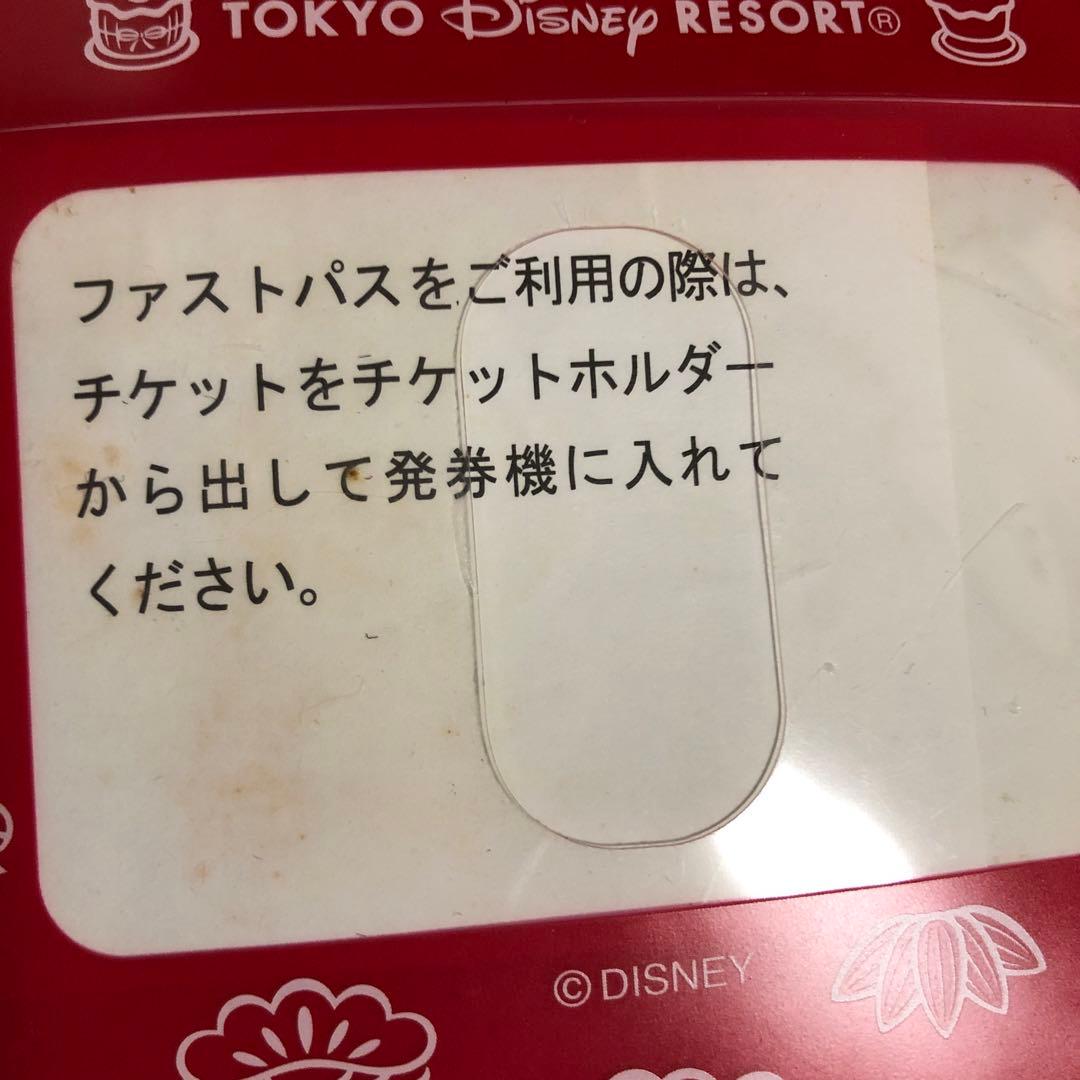 TOKYO Disney RESORT®
ファストパスをご利用の際は、
チケットをチケットホルダー
から出して発券機に入れて
ください。
©DISNEY